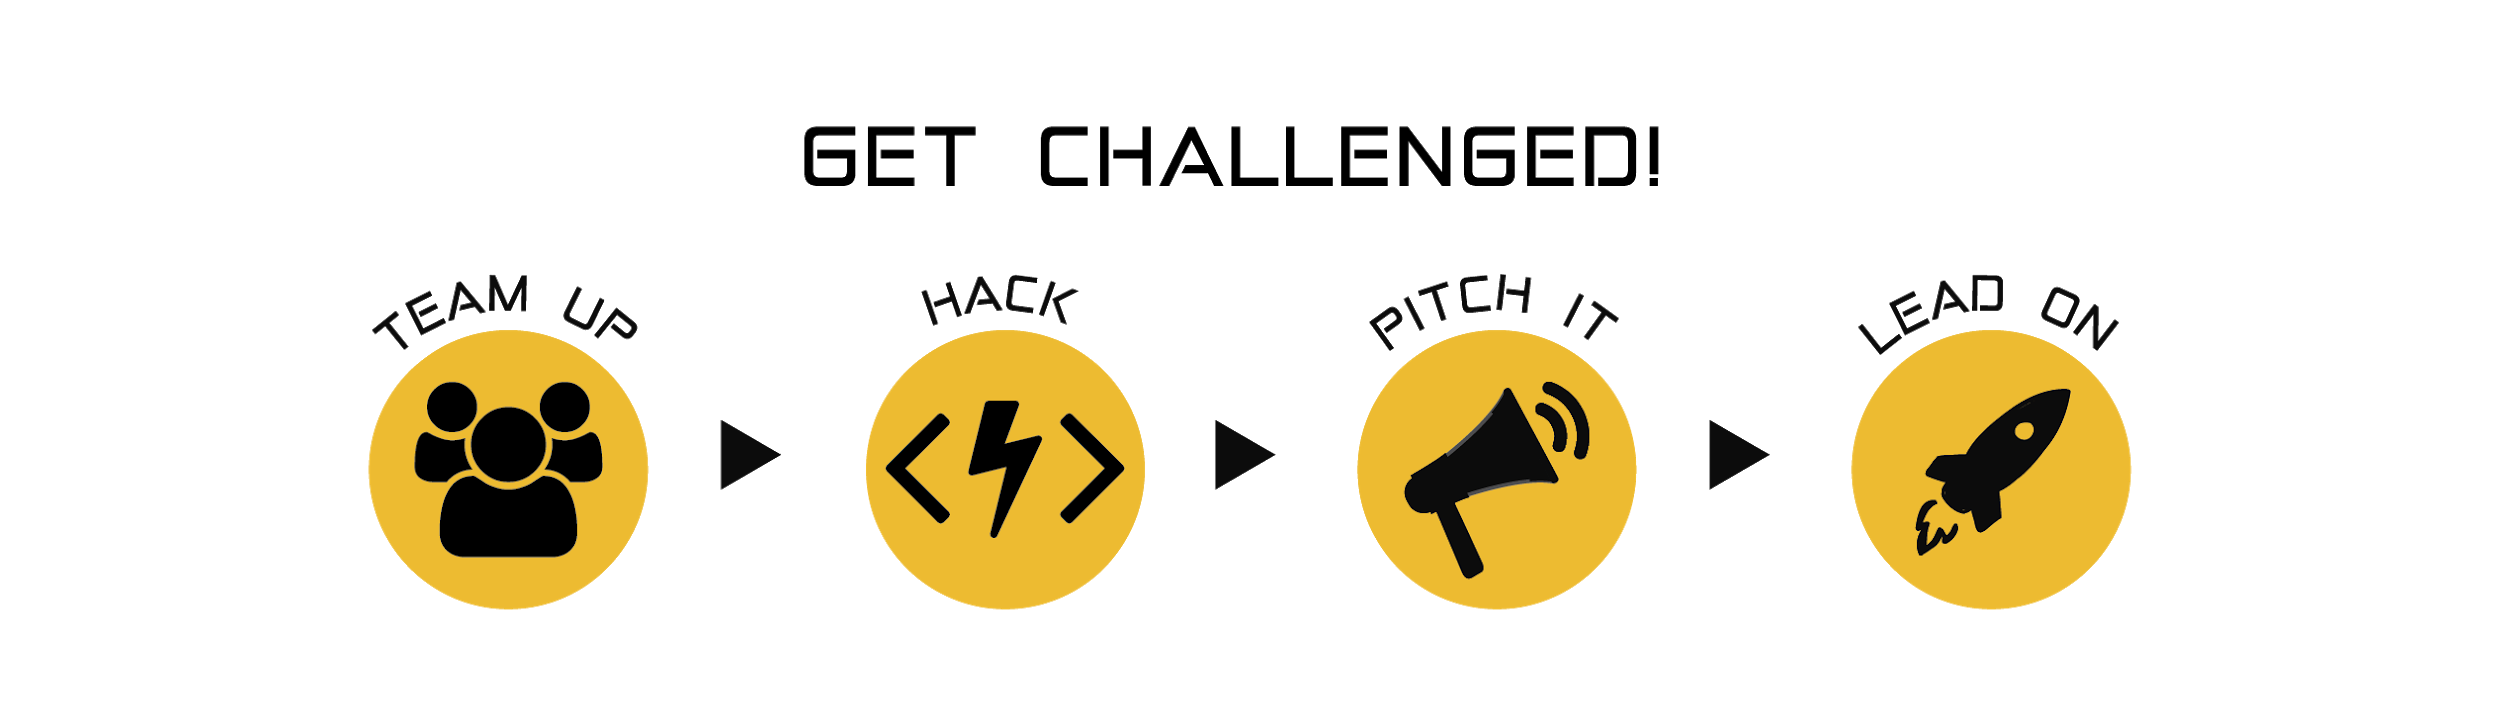 GET CHALLENGED!
TEAM UP
HACK
PITCH IT
LEAD ON